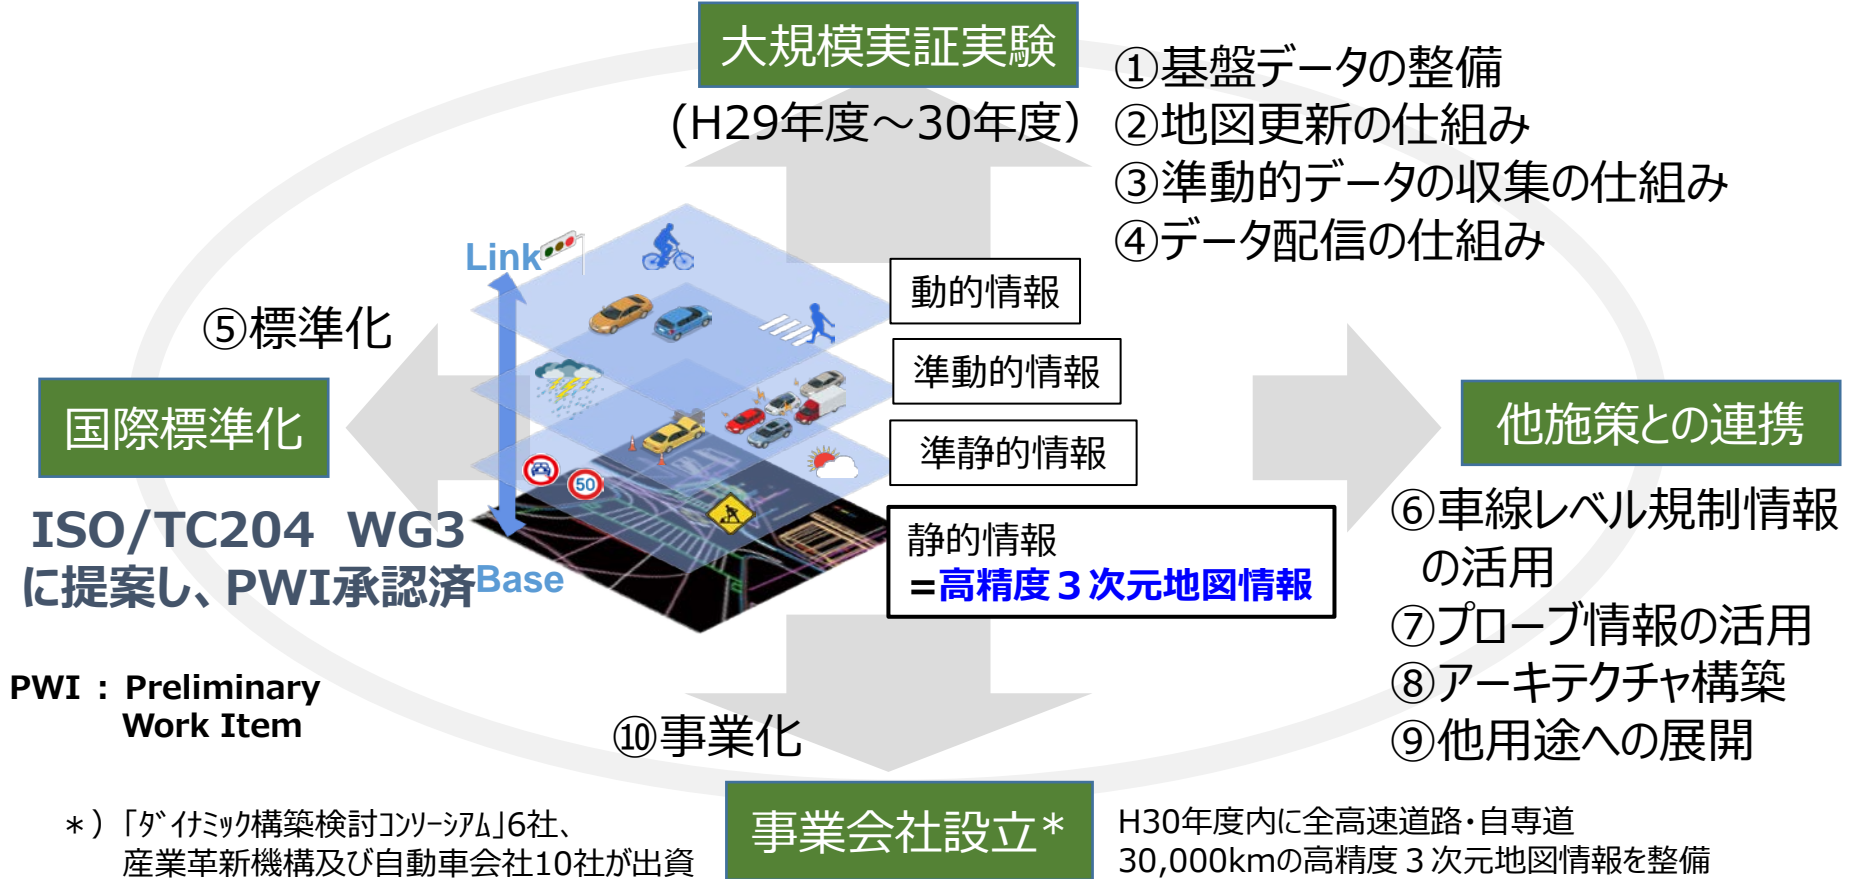 大規模実証実験
(H29年度～30年度)
①基盤データの整備
②地図更新の仕組み
③準動的データの収集の仕組み
④データ配信の仕組み
Link
動的情報
準動的情報
準静的情報
静的情報
=高精度３次元地図情報
50
Base
⑤標準化
国際標準化
ISO/TC204 WG3
に提案し、PWI承認済
PWI : Preliminary
Work Item
他施策との連携
⑥車線レベル規制情報
の活用
⑦プローブ情報の活用
⑧アーキテクチャ構築
⑨他用途への展開
⑩事業化
事業会社設立*
H30年度内に全高速道路・自専道
30,000kmの高精度３次元地図情報を整備
*）「ﾀﾞｲﾅﾐｯｸ構築検討ｺﾝｿｰｼｱﾑ」6社、
産業革新機構及び自動車会社10社が出資